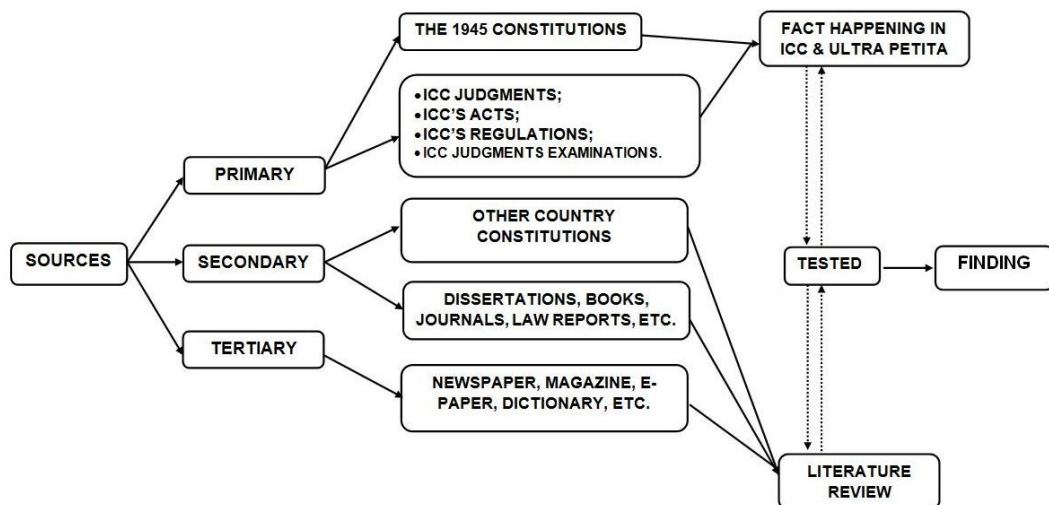 SOURCES
PRIMARY
SECONDARY
TERTIARY
THE 1945 CONSTITUTIONS
•ICC JUDGMENTS;
•ICC'S ACTS;
•ICC'S REGULATIONS;
•ICC JUDGMENTS EXAMINATIONS.
OTHER COUNTRY
CONSTITUTIONS
DISSERTATIONS, BOOKS,
JOURNALS, LAW REPORTS, ETC.
NEWSPAPER, MAGAZINE, E-
PAPER, DICTIONARY, ETC.
FACT HAPPENING IN
ICC & ULTRA PETITA
TESTED
FINDING
LITERATURE
REVIEW